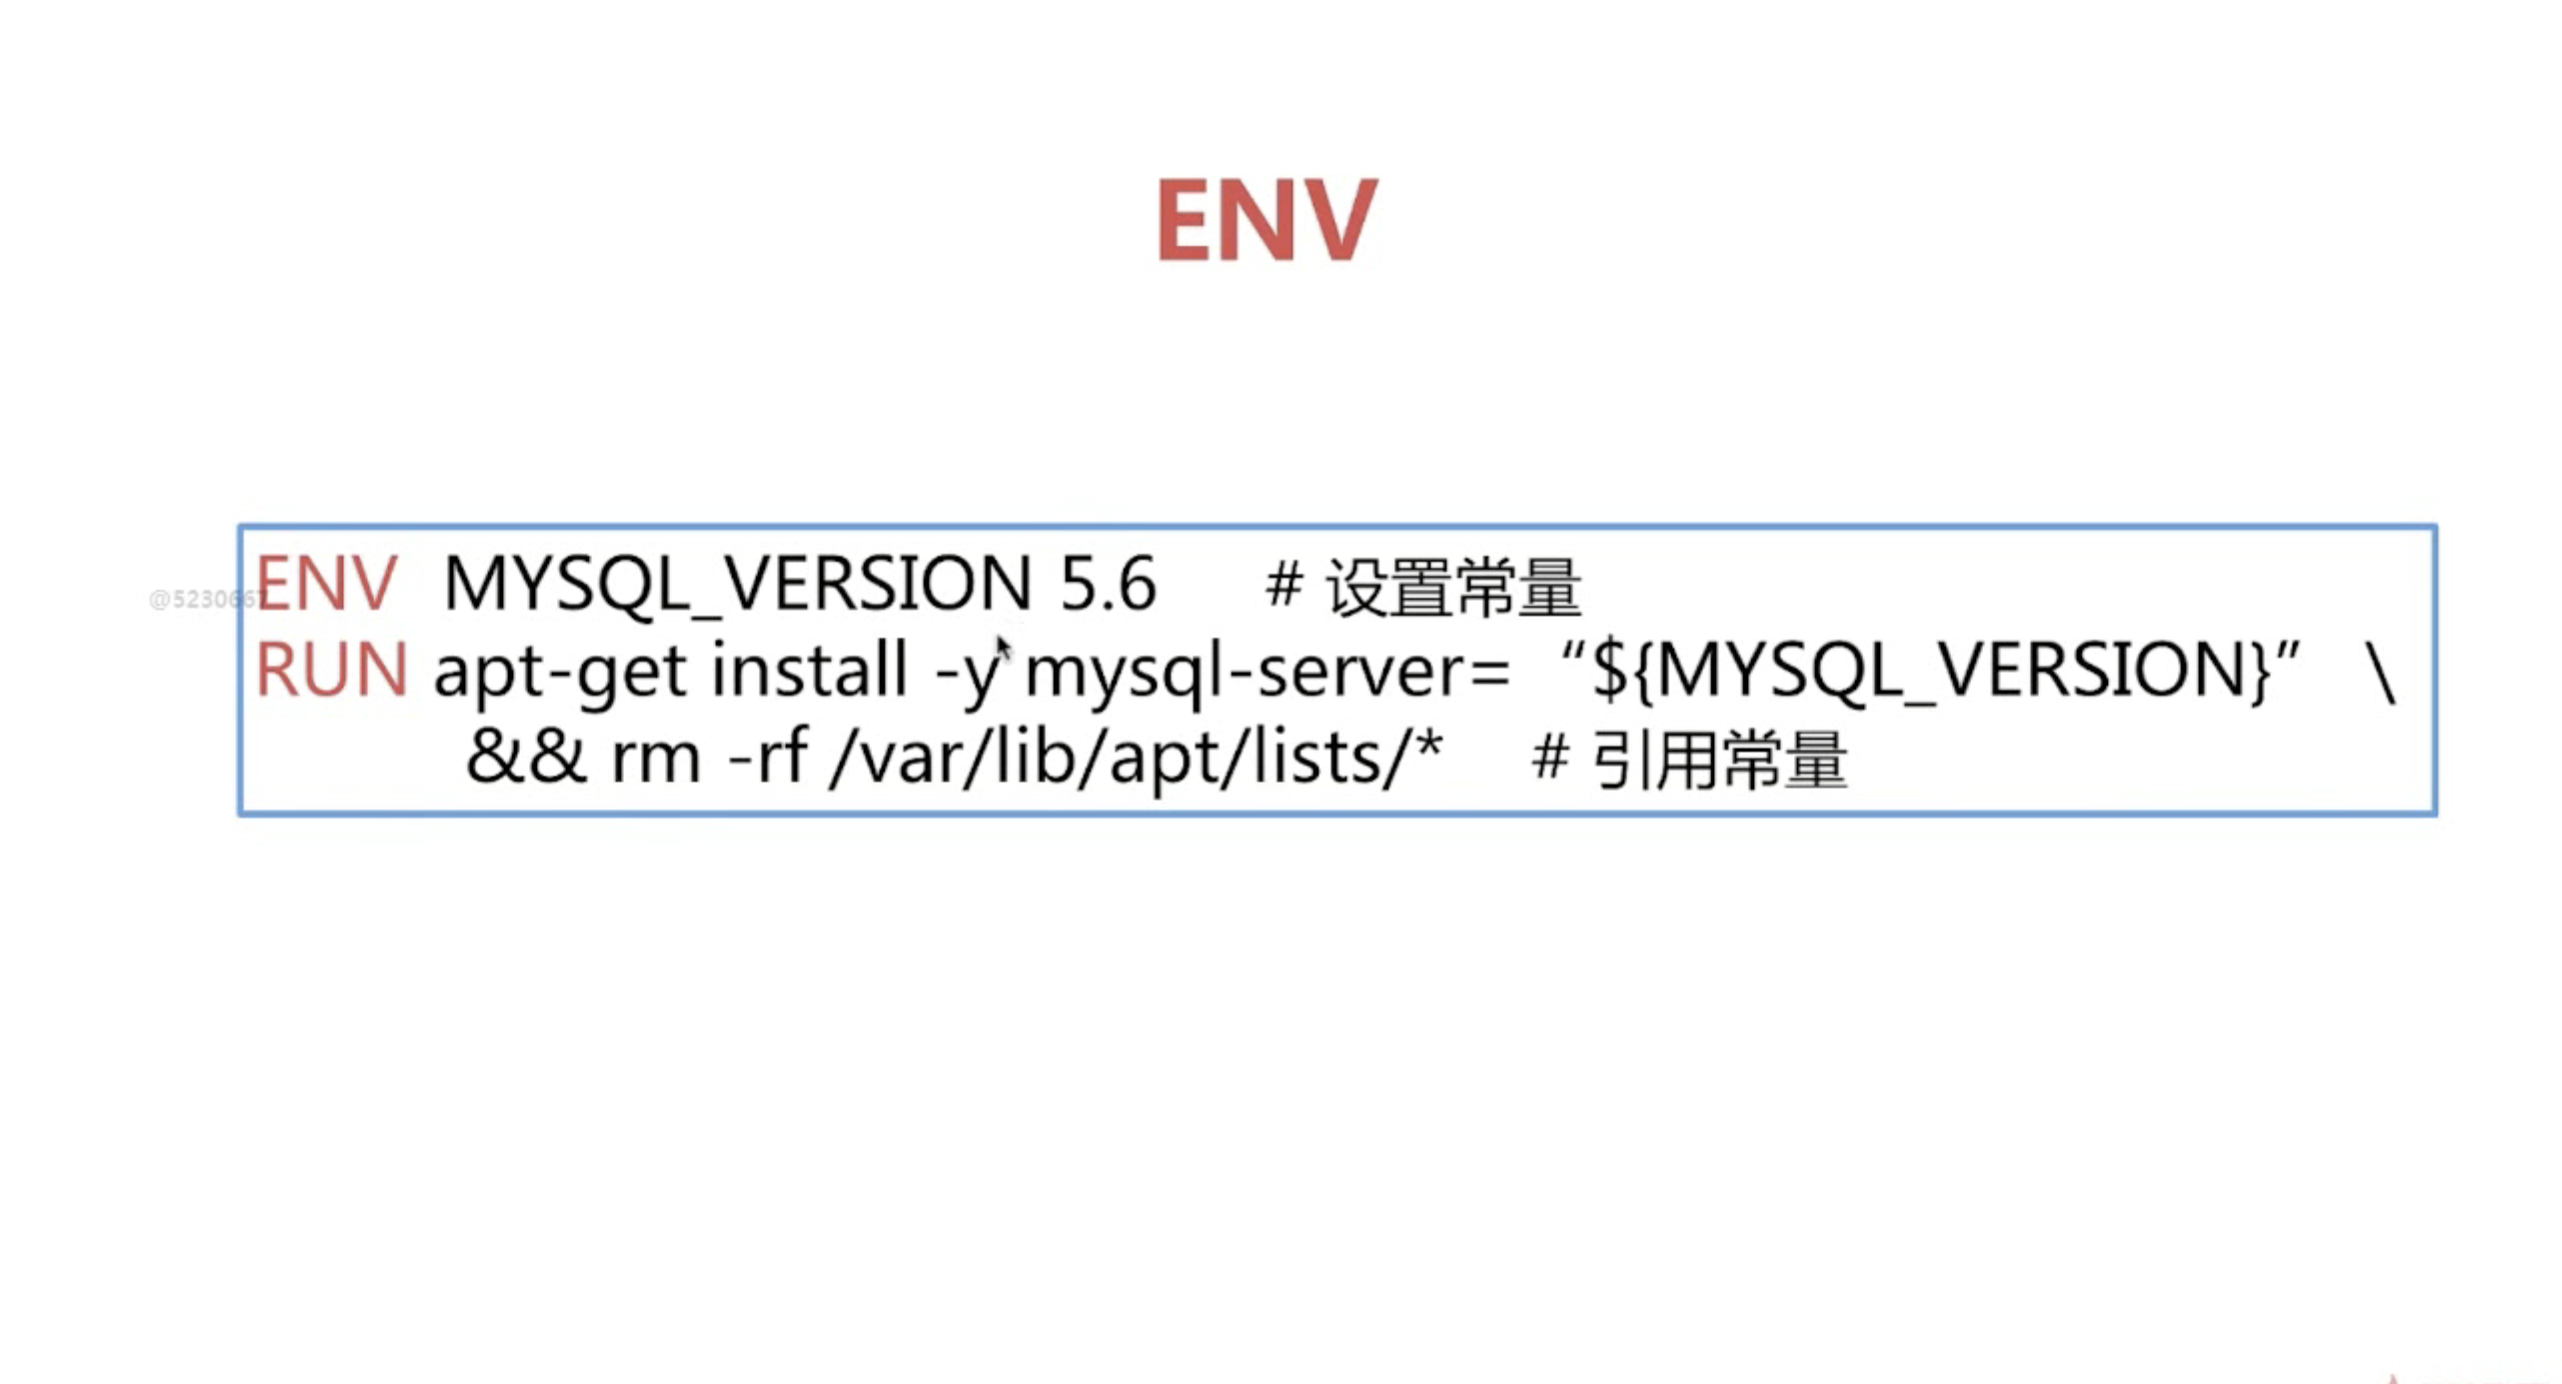 ENV
ENV MYSQL_VERSION 5.6 # 设置常量
RUN apt-get install -y mysql-server= “${MYSQL_VERSION}” \
&& rm -rf /var/lib/apt/lists/* # 引用常量